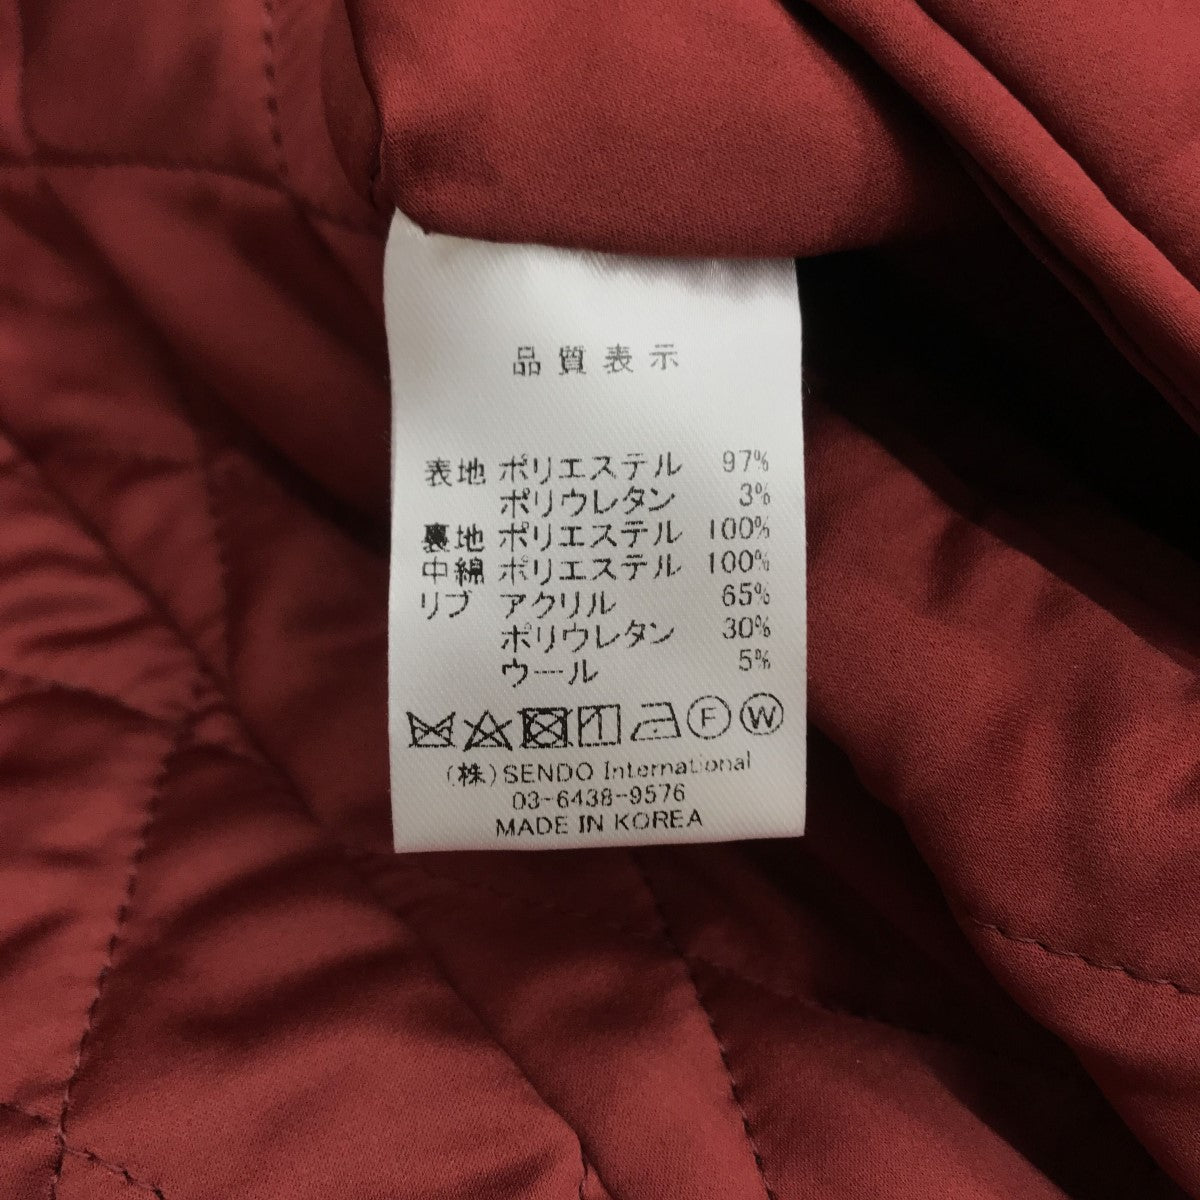 品質表示
表地 ポリエステル 97%
ポリウレタン 3%
裏地 ポリエステル 100%
中綿 ポリエステル 100%
リブ アクリル 65%
ポリウレタン 30%
ウール 5%
F W
(株)SENDO International
03-6438-9576
MADE IN KOREA